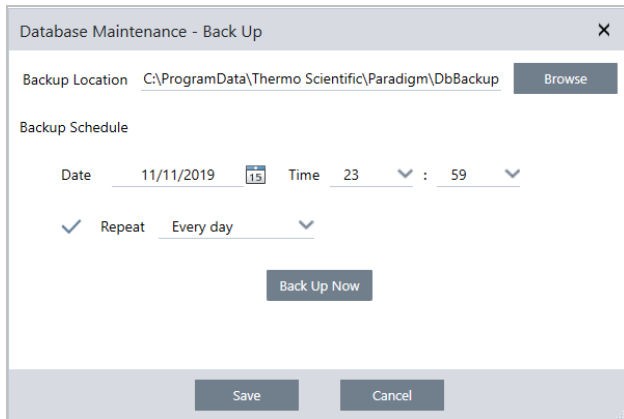 Database Maintenance - Back Up
Backup Location C:\ProgramData\Thermo Scientific\Paradigm\DbBackup Browse
Backup Schedule
Date 11/11/2019 15 Time 23 : 59
Repeat Every day
Back Up Now
Save Cancel